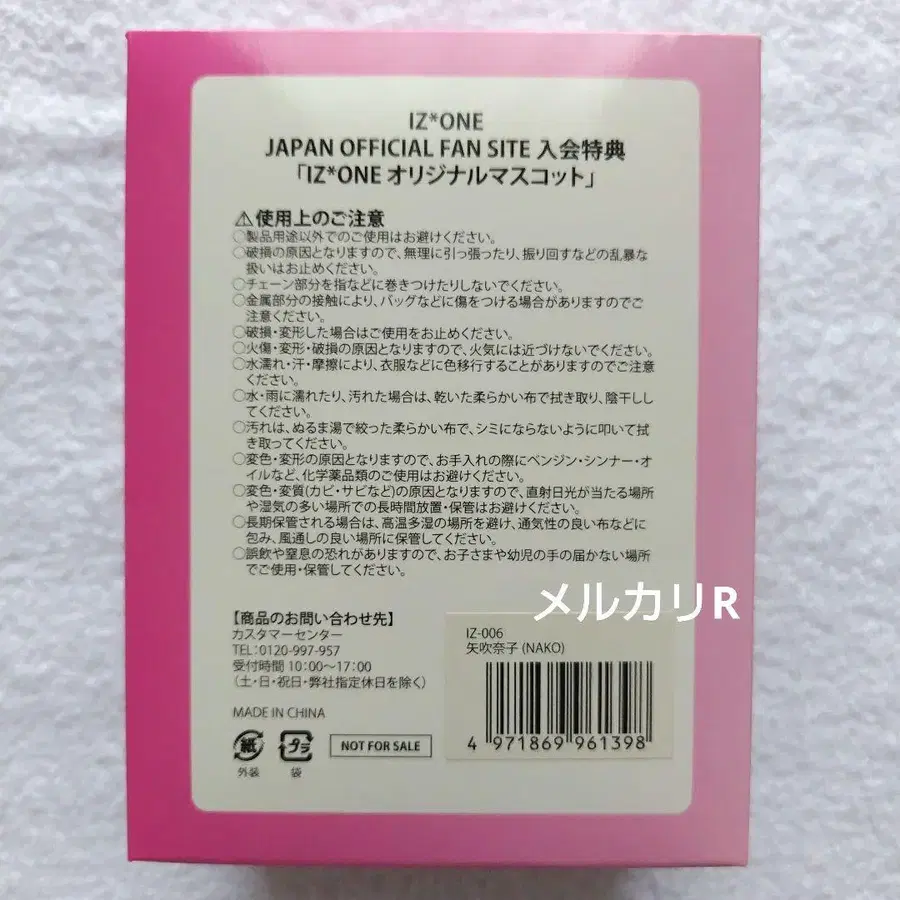 IZ*ONE
JAPAN OFFICIAL FAN SITE 入会特典
「IZ*ONE オリジナルマスコット」
⚠使用上のご注意
○製品用途以外でのご使用はお避けください。
○破損の原因となりますので、無理に引っ張ったり、振り回すなどの乱暴な
扱いはお止めください。
○チェーン部分を指などに巻きつけたりしないでください。
○金属部分の接触により、バッグなどに傷をつける場合がありますのでご
注意ください。
○破損・変形した場合はご使用をお止めください。
○火傷・変形・破損の原因となりますので、火気には近づけないでください。
○水濡れ・汗・摩擦により、衣服などに色移行することがありますのでご注意
ください。
○水・雨に濡れたり、汚れた場合は、乾いた柔らかい布で拭き取り、陰干しし
てください。
○汚れは、ぬるま湯で絞った柔らかい布で、シミにならないように叩いて拭
き取ってください。
○変色・変形の原因となりますので、お手入れの際にベンジン・シンナー・オ
イルなど、化学薬品類のご使用はお避けください。
○変色・変質(カビ・サビなど)の原因となりますので、直射日光が当たる場所
や湿気の多い場所での長時間放置・保管はお避けください。
○長期保管される場合は、高温多湿の場所を避け、通気性の良い布などに
包み、風通しの良い場所に保管してください。
○誤飲や窒息の恐れがありますので、お子さまや幼児の手の届かない場所
でご使用・保管してください。
メルカリR
【商品のお問い合わせ先】
カスタマーセンター
TEL:0120-997-957
受付時間 10:00〜17:00
(土・日・祝日・弊社指定休日を除く)
MADE IN CHINA
紙
外装
プラ
袋
NOT FOR SALE
IZ-006
矢吹奈子 (NAKO)
4 971869 961398